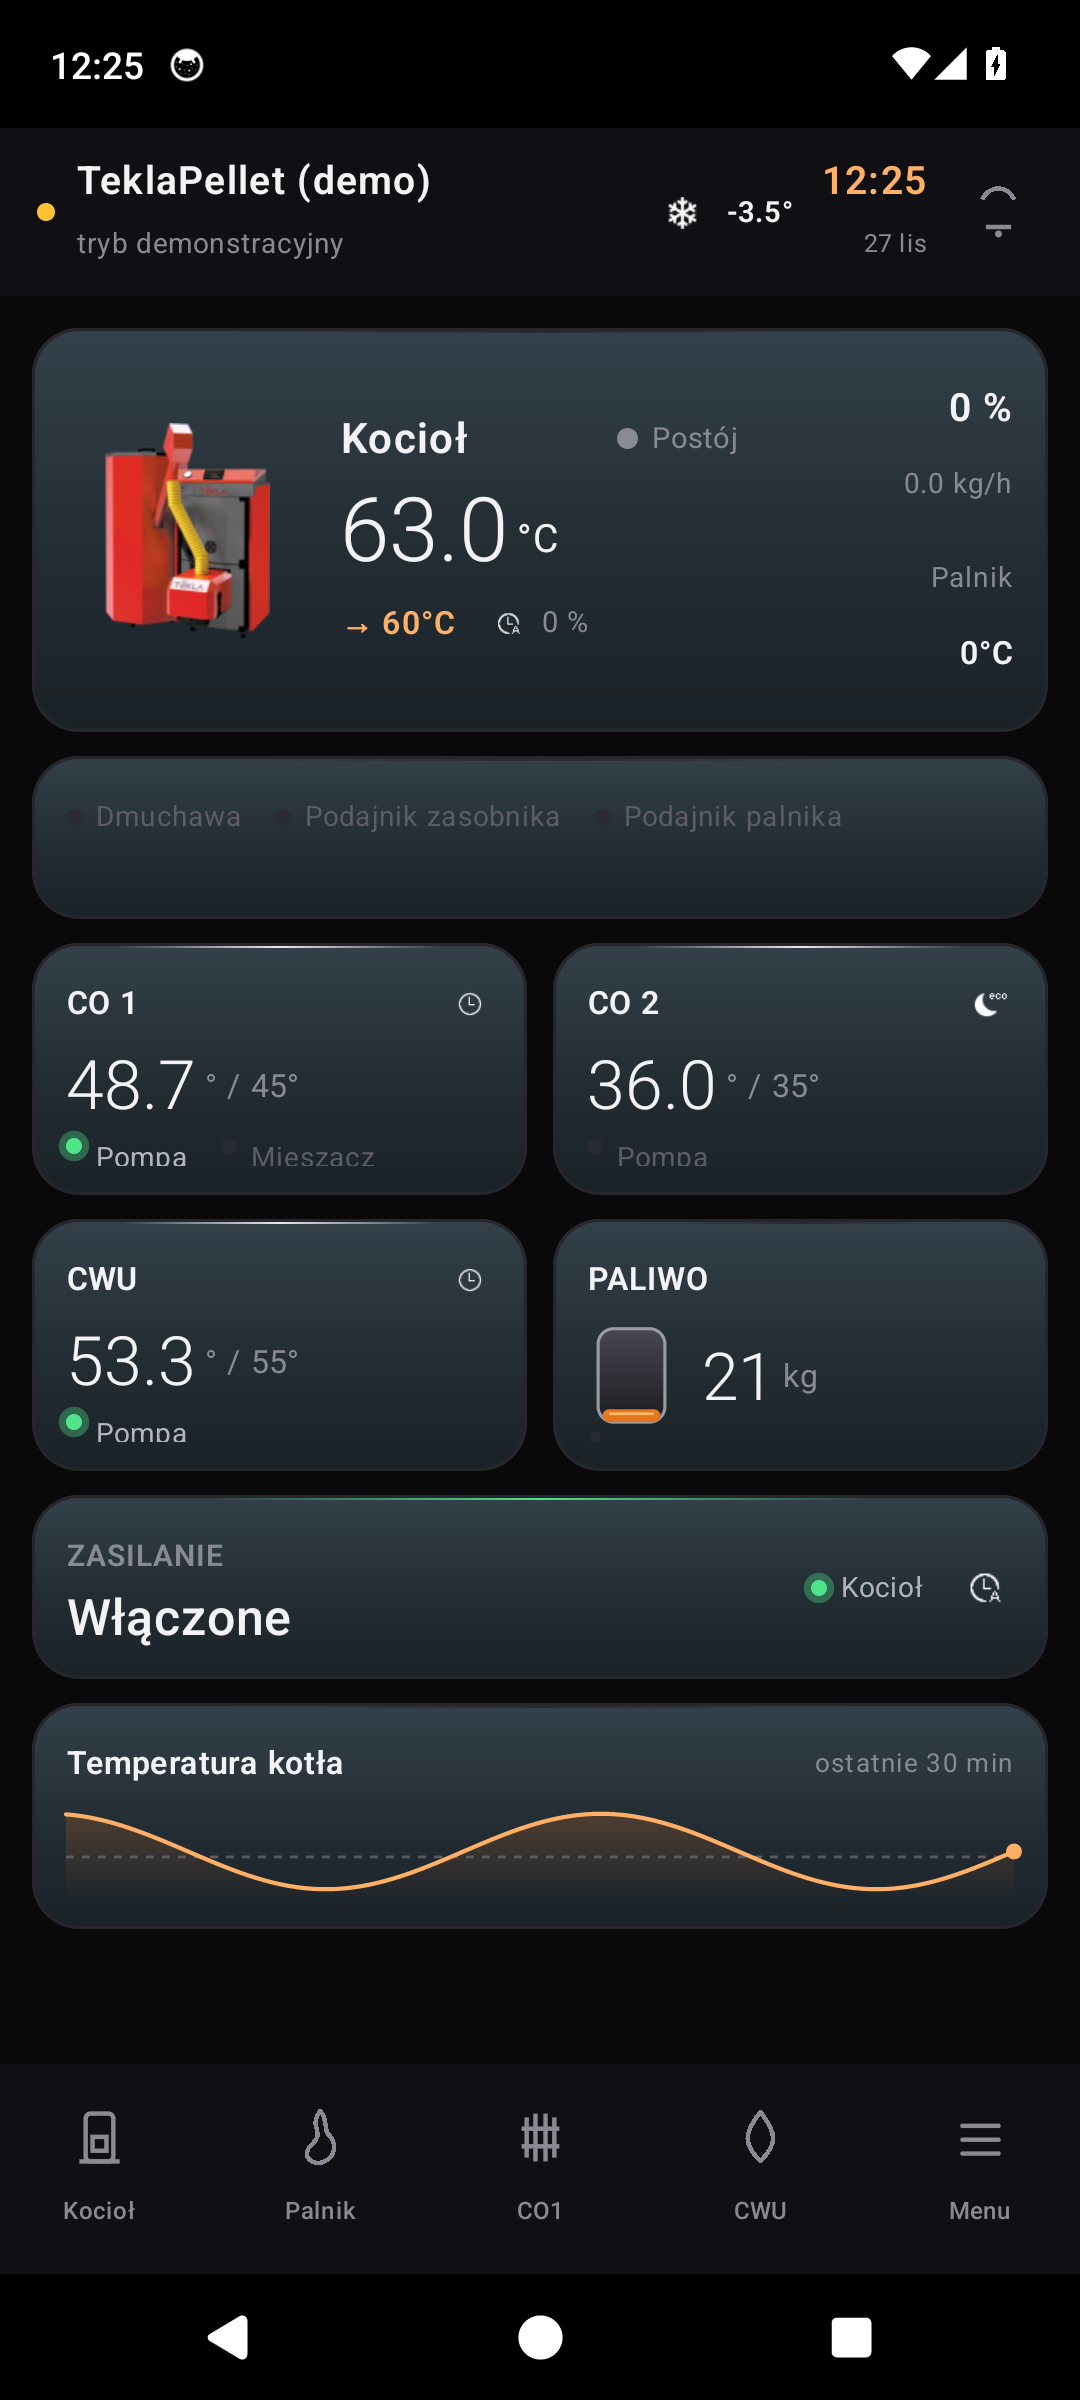 12:25
TeklaPellet (demo)
tryb demonstracyjny
-3.5°
12:25
27 lis
Kocioł
Postój
63.0 °C
→ 60°C
0 %
0 %
0.0 kg/h
Palnik
0°C
TEKLA
Dmuchawa
Podajnik zasobnika
Podajnik palnika
CO 1
48.7 ° / 45°
Pompa
Mieszacz
CO 2
eco
36.0 ° / 35°
Pompa
CWU
53.3 ° / 55°
Pompa
PALIWO
21 kg
ZASILANIE
Włączone
Kocioł
A
Temperatura kotła
ostatnie 30 min
Kocioł
Palnik
CO1
CWU
Menu